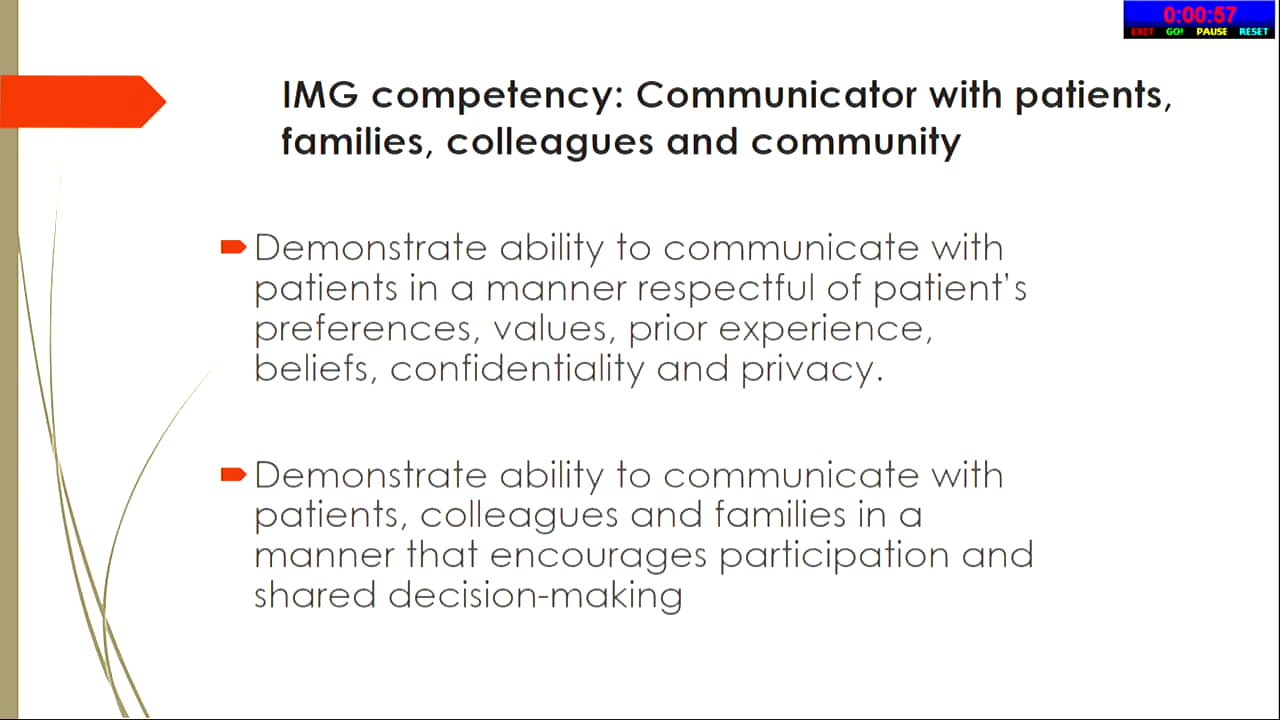 0:00:57
EXIT GO! PAUSE RESET
IMG competency: Communicator with patients,
families, colleagues and community
Demonstrate ability to communicate with
patients in a manner respectful of patient's
preferences, values, prior experience,
beliefs, confidentiality and privacy.
Demonstrate ability to communicate with
patients, colleagues and families in a
manner that encourages participation and
shared decision-making